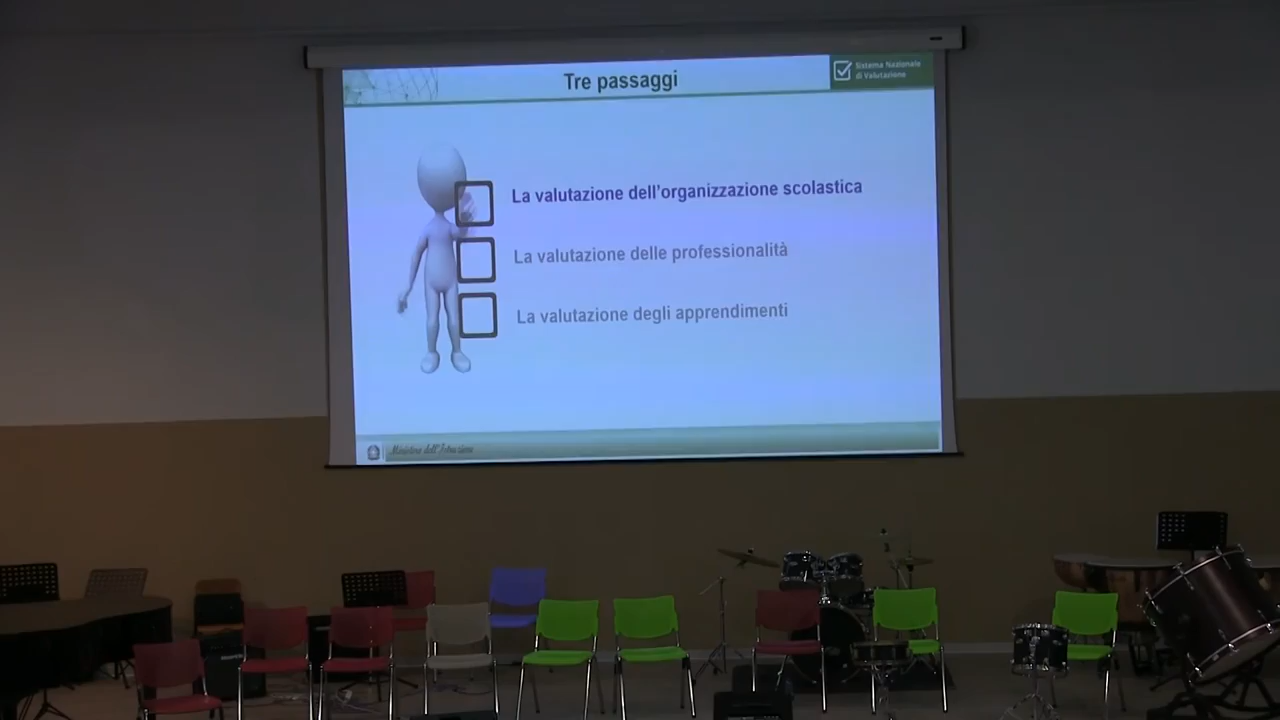 Tre passaggi
Sistema Nazionale
di Valutazione
La valutazione dell'organizzazione scolastica
La valutazione delle professionalità
La valutazione degli apprendimenti
Ministero dell'Istruzione